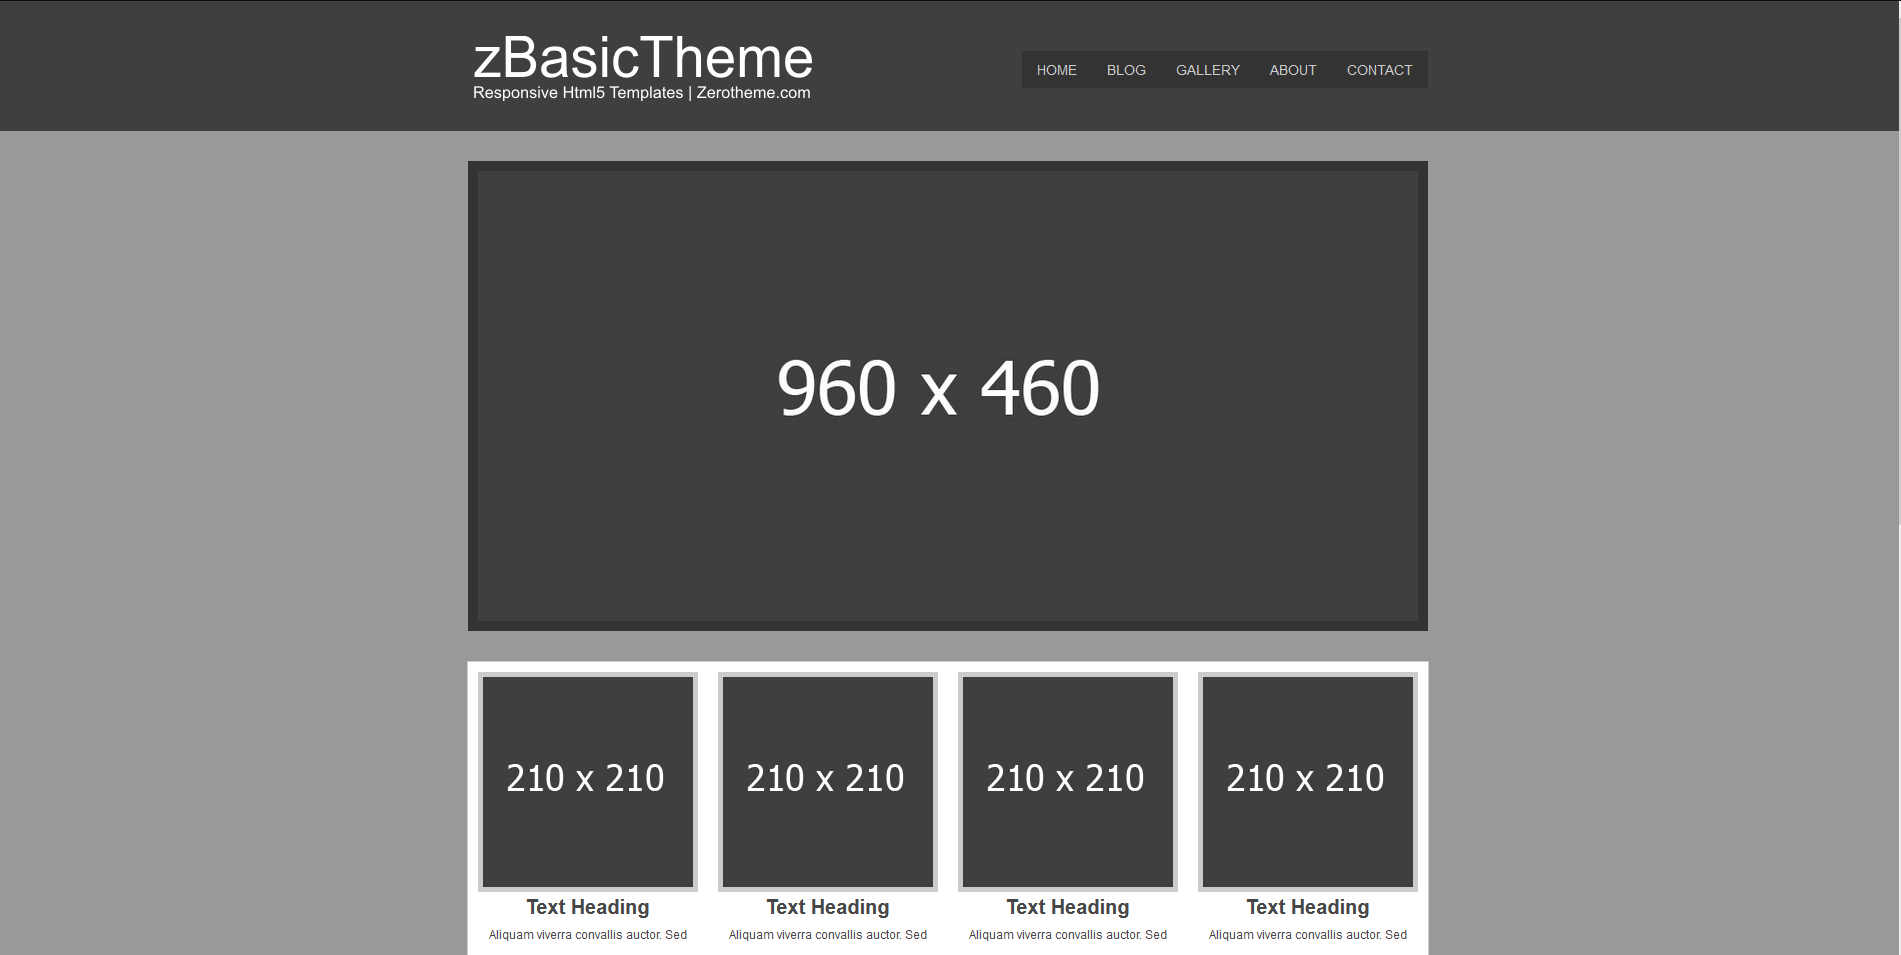 zBasicTheme
Responsive Html5 Templates | Zerotheme.com
HOME BLOG GALLERY ABOUT CONTACT
960 x 460
210 x 210 210 x 210 210 x 210 210 x 210
Text Heading Text Heading Text Heading Text Heading
Aliquam viverra convallis auctor. Sed Aliquam viverra convallis auctor. Sed Aliquam viverra convallis auctor. Sed Aliquam viverra convallis auctor. Sed